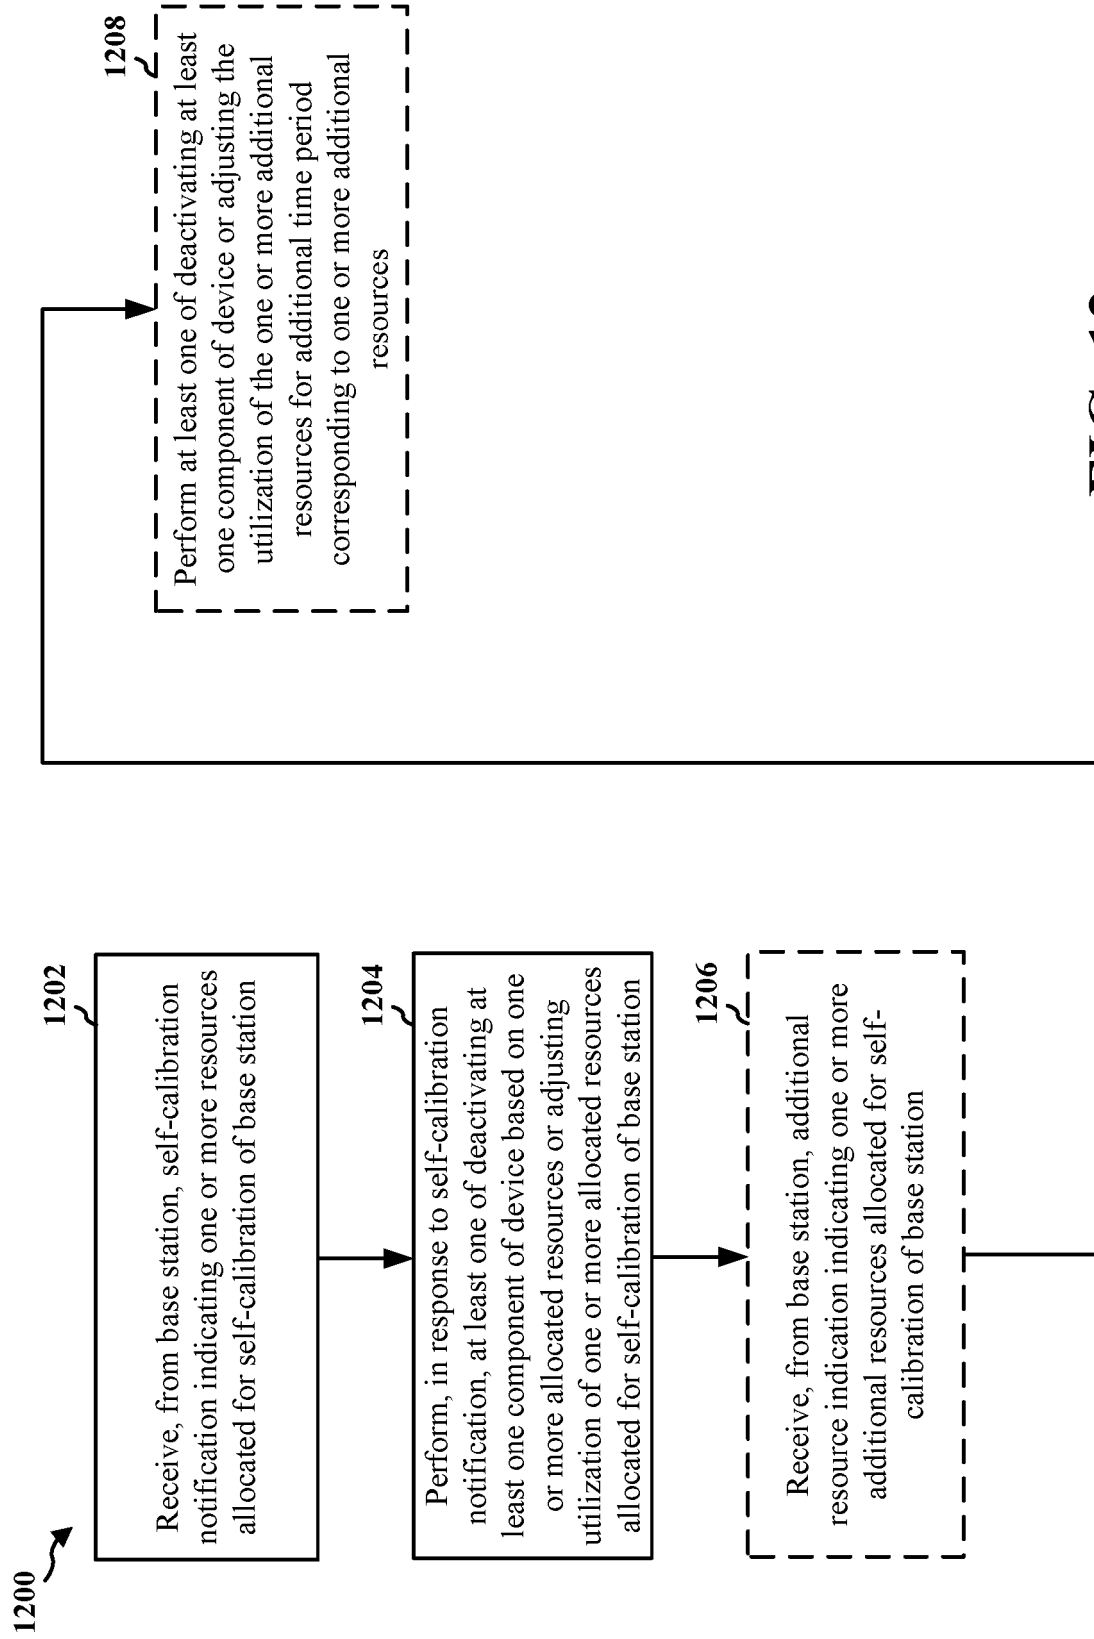 1200
1202
Receive, from base station, self-calibration
notification indicating one or more resources
allocated for self-calibration of base station
1204
Perform, in response to self-calibration
notification, at least one of deactivating at
least one component of device based on one
or more allocated resources or adjusting
utilization of one or more allocated resources
allocated for self-calibration of base station
1206
Receive, from base station, additional
resource indication indicating one or more
additional resources allocated for self-
calibration of base station
1208
Perform at least one of deactivating at least
one component of device or adjusting the
utilization of the one or more additional
resources for additional time period
corresponding to one or more additional
resources